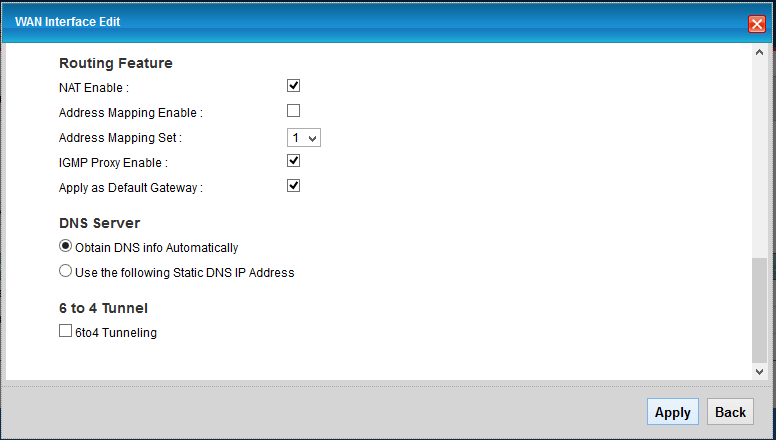 WAN Interface Edit
Routing Feature
NAT Enable :
Address Mapping Enable :
Address Mapping Set : 1
IGMP Proxy Enable :
Apply as Default Gateway :
DNS Server
Obtain DNS info Automatically
Use the following Static DNS IP Address
6 to 4 Tunnel
6to4 Tunneling
Apply Back